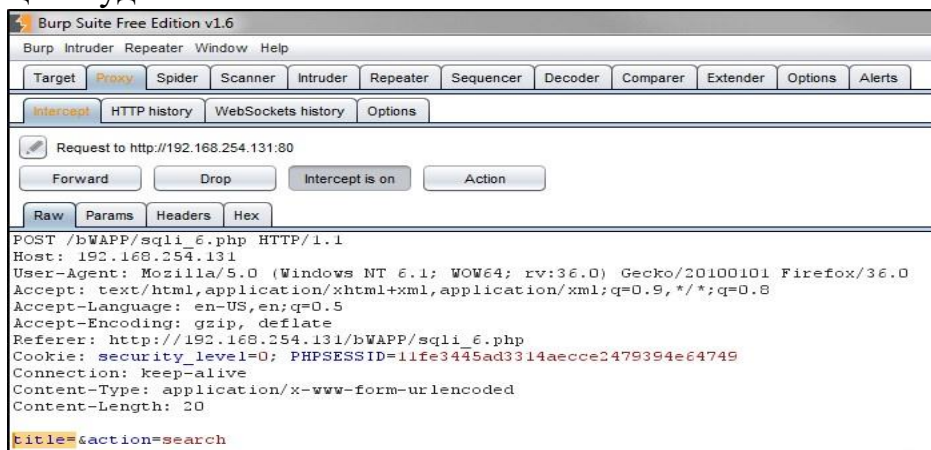 Burp Suite Free Edition v1.6
Burp Intruder Repeater Window Help
Target Proxy Spider Scanner Intruder Repeater Sequencer Decoder Comparer Extender Options Alerts
Intercept HTTP history WebSockets history Options
Request to http://192.168.254.131:80
Forward Drop Intercept is on Action
Raw Params Headers Hex
POST /bWAPP/sqli_6.php HTTP/1.1
Host: 192.168.254.131
User-Agent: Mozilla/5.0 (Windows NT 6.1; WOW64; rv:36.0) Gecko/20100101 Firefox/36.0
Accept: text/html,application/xhtml+xml,application/xml;q=0.9,*/*;q=0.8
Accept-Language: en-US,en;q=0.5
Accept-Encoding: gzip, deflate
Referer: http://192.168.254.131/bWAPP/sqli_6.php
Cookie: security_level=0; PHPSESSID=11fe3445ad3314aecce2479394e64749
Connection: keep-alive
Content-Type: application/x-www-form-urlencoded
Content-Length: 20
title=&action=search